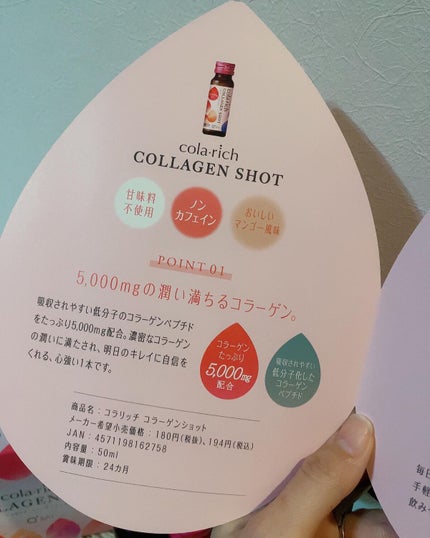 cola·rich
COLLAGEN SHOT
cola·rich
COLLAGEN SHOT
甘味料
不使用
ノン
カフェイン
おいしい
マンゴー風味
POINT 01
5,000mgの潤い満ちるコラーゲン。
吸収されやすい低分子のコラーゲンペプチド
をたっぷり5,000mg配合。濃密なコラーゲン
の潤いに満たされ、明日のキレイに自信を
くれる、心強い1本です。
コラーゲン
たっぷり
5,000mg
配合
吸収されやすい
低分子化した
コラーゲン
ペプチド
商品名：コラリッチ コラーゲンショット
メーカー希望小売価格：180円(税抜)、194円(税込)
JAN：4571198162758
内容量：50ml
賞味期限：24カ月
cola·rich
毎日
手軽
飲み